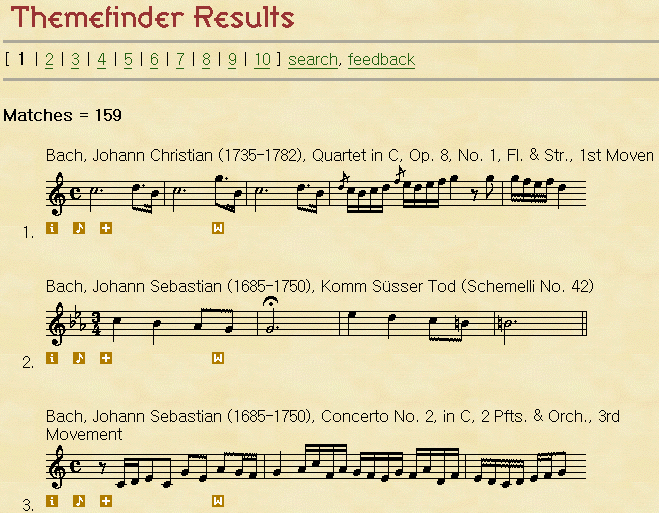 Themefinder Results
[ 1 | 2 | 3 | 4 | 5 | 6 | 7 | 8 | 9 | 10 ] search, feedback
Matches = 159
Bach, Johann Christian (1735-1782), Quartet in C, Op. 8, No. 1, Fl. & Str., 1st Moven
1.
Bach, Johann Sebastian (1685-1750), Komm Süsser Tod (Schemelli No. 42)
3
4
2.
Bach, Johann Sebastian (1685-1750), Concerto No. 2, in C, 2 Pfts. & Orch., 3rd
Movement
3.